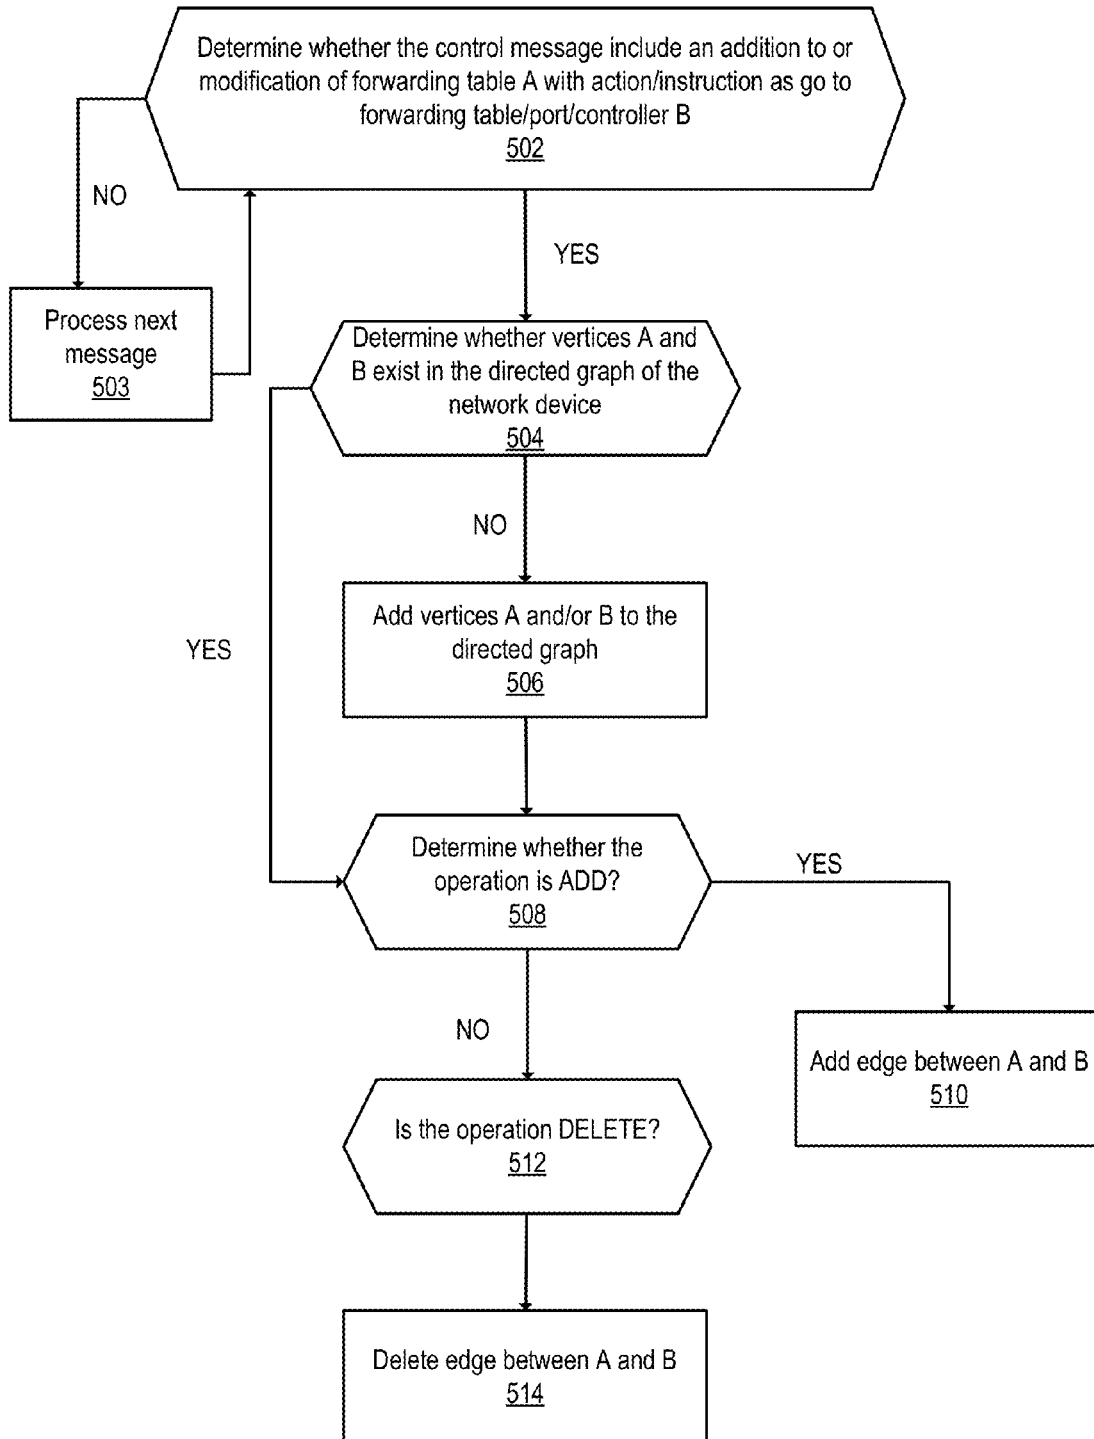 Determine whether the control message include an addition to or
modification of forwarding table A with action/instruction as go to
forwarding table/port/controller B
502
NO
YES
Process next
message
503
Determine whether vertices A and
B exist in the directed graph of the
network device
504
NO
YES
Add vertices A and/or B to the
directed graph
506
Determine whether the
operation is ADD?
508
YES
NO
Add edge between A and B
510
Is the operation DELETE?
512
Delete edge between A and B
514